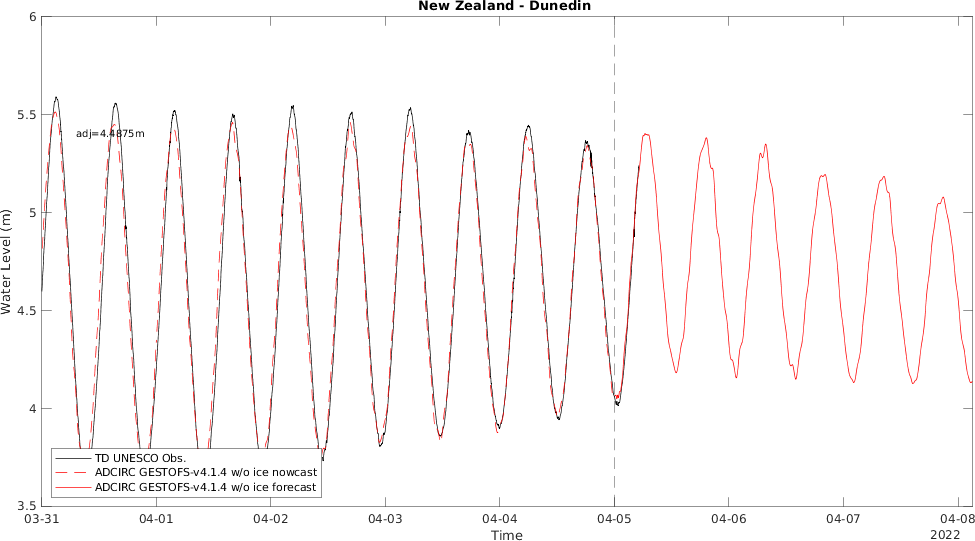 New Zealand - Dunedin
6
5.5
5
4.5
4
3.5
Water Level (m)
adj=4.4875m
TD UNESCO Obs.
ADCIRC GESTOFS-v4.1.4 w/o ice nowcast
ADCIRC GESTOFS-v4.1.4 w/o ice forecast
03-31 04-01 04-02 04-03 04-04 04-05 04-06 04-07 04-08
Time
2022